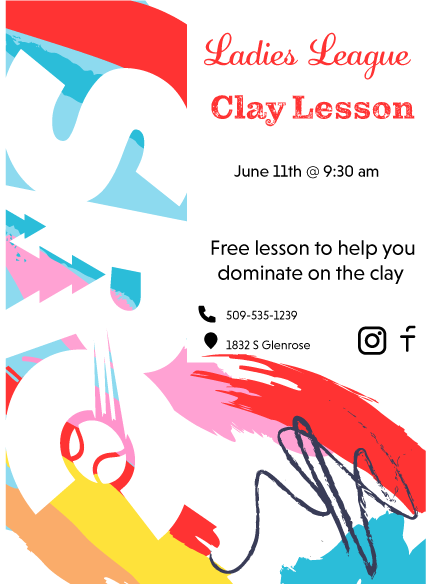 Ladies League
Clay Lesson
June 11th @ 9:30 am
Free lesson to help you
dominate on the clay
509-535-1239
1832 S Glenrose